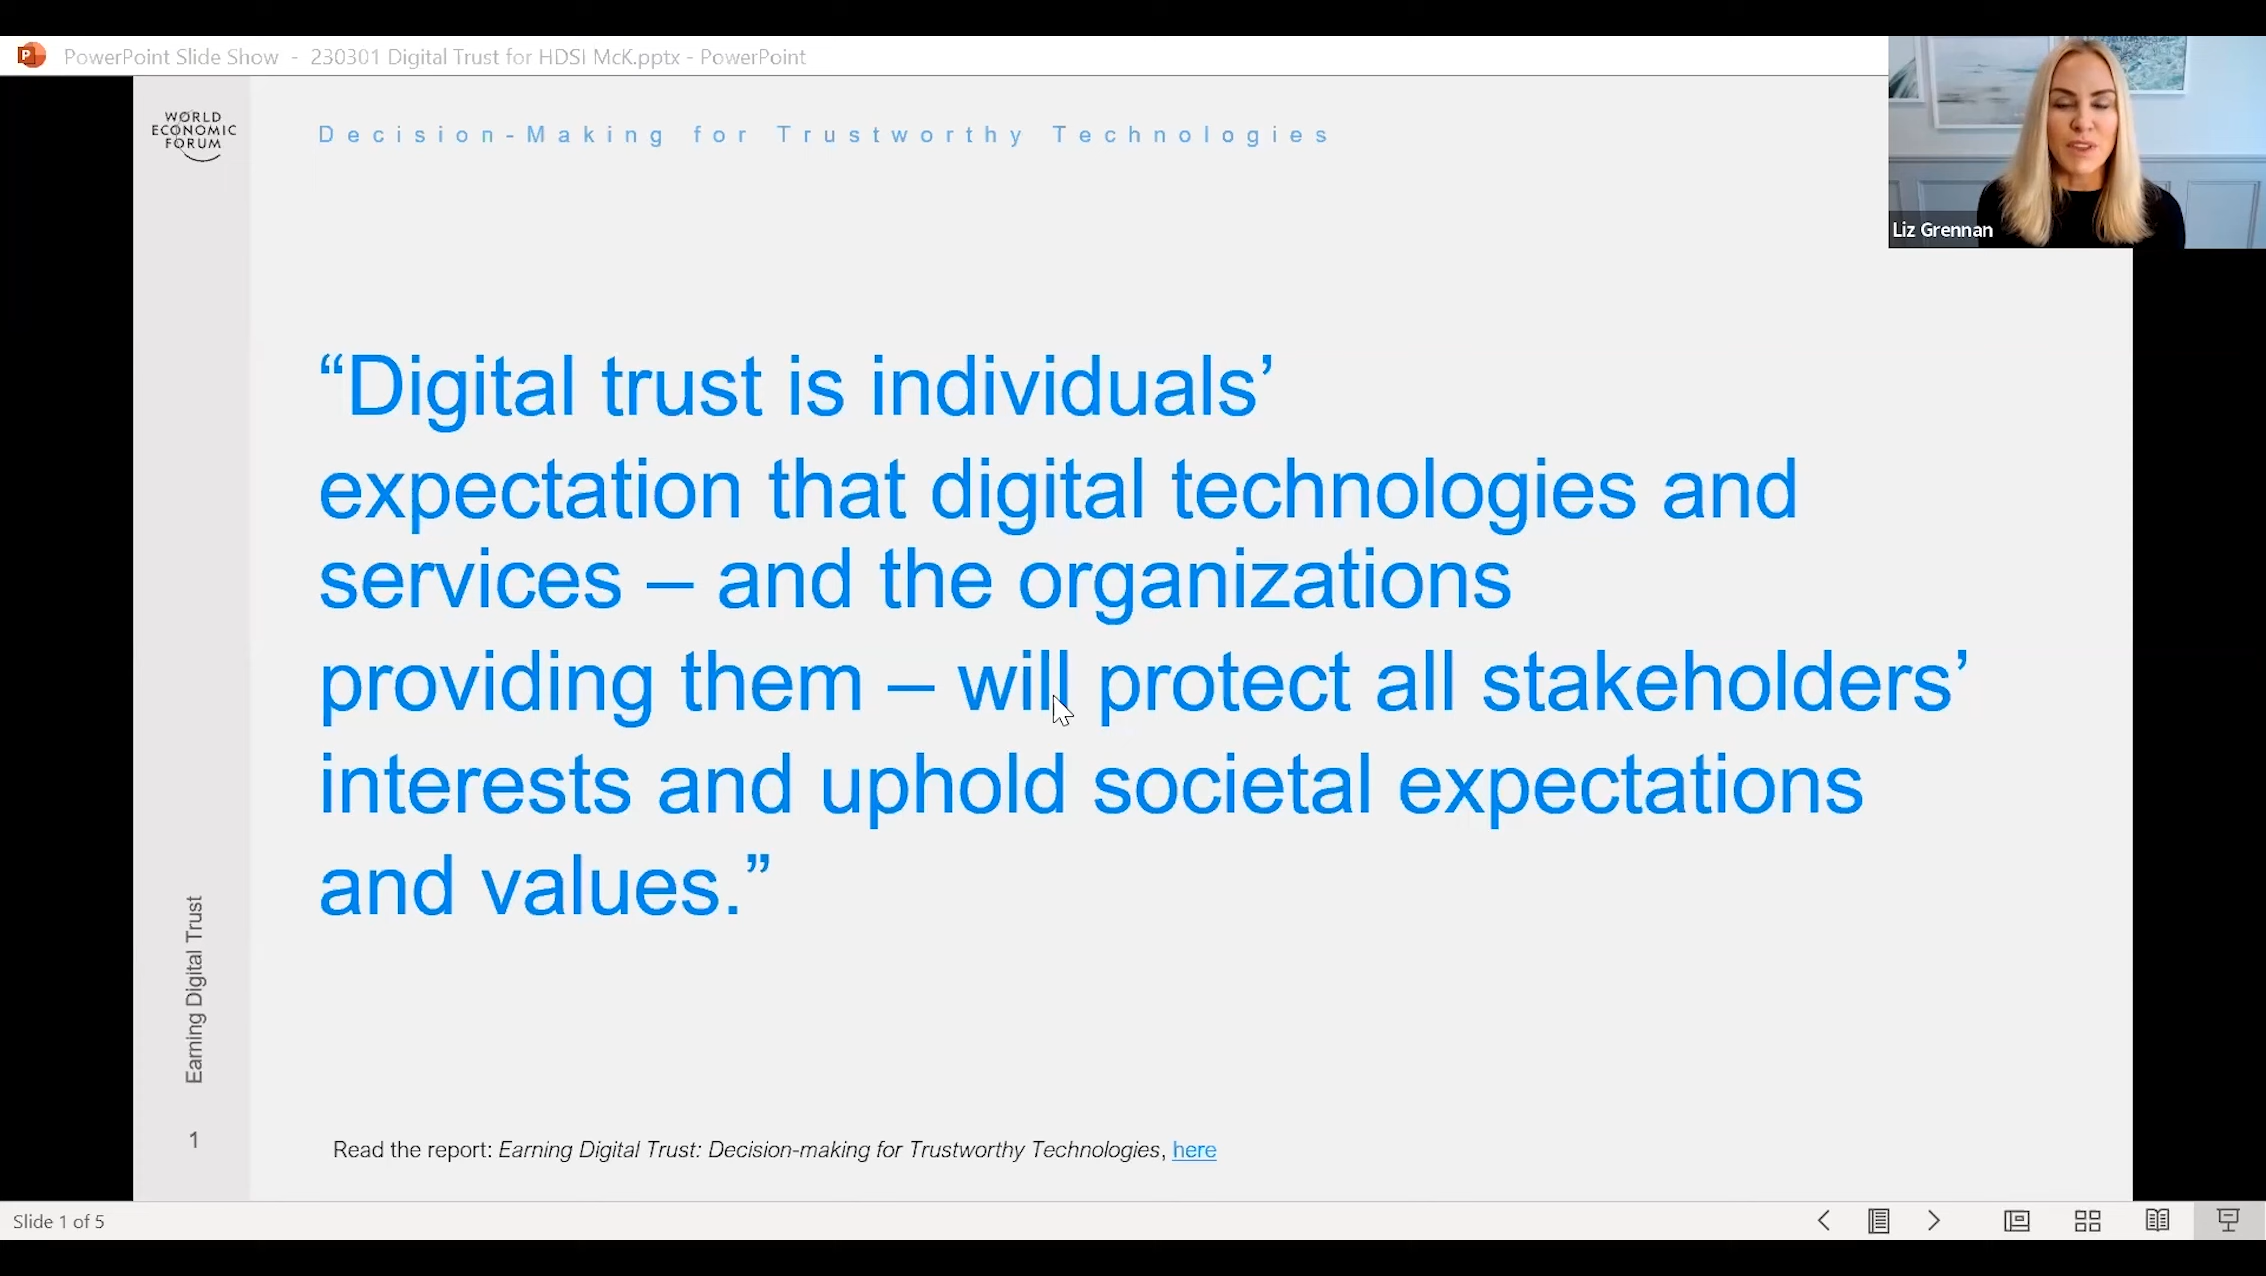 PowerPoint Slide Show - 230301 Digital Trust for HDSI McK.pptx - PowerPoint
WORLD
ECONOMIC
FORUM
Decision-Making for Trustworthy Technologies
Liz Grennan
“Digital trust is individuals’
expectation that digital technologies and
services – and the organizations
providing them – will protect all stakeholders’
interests and uphold societal expectations
and values.”
Earning Digital Trust
1
Read the report: Earning Digital Trust: Decision-making for Trustworthy Technologies, here
Slide 1 of 5